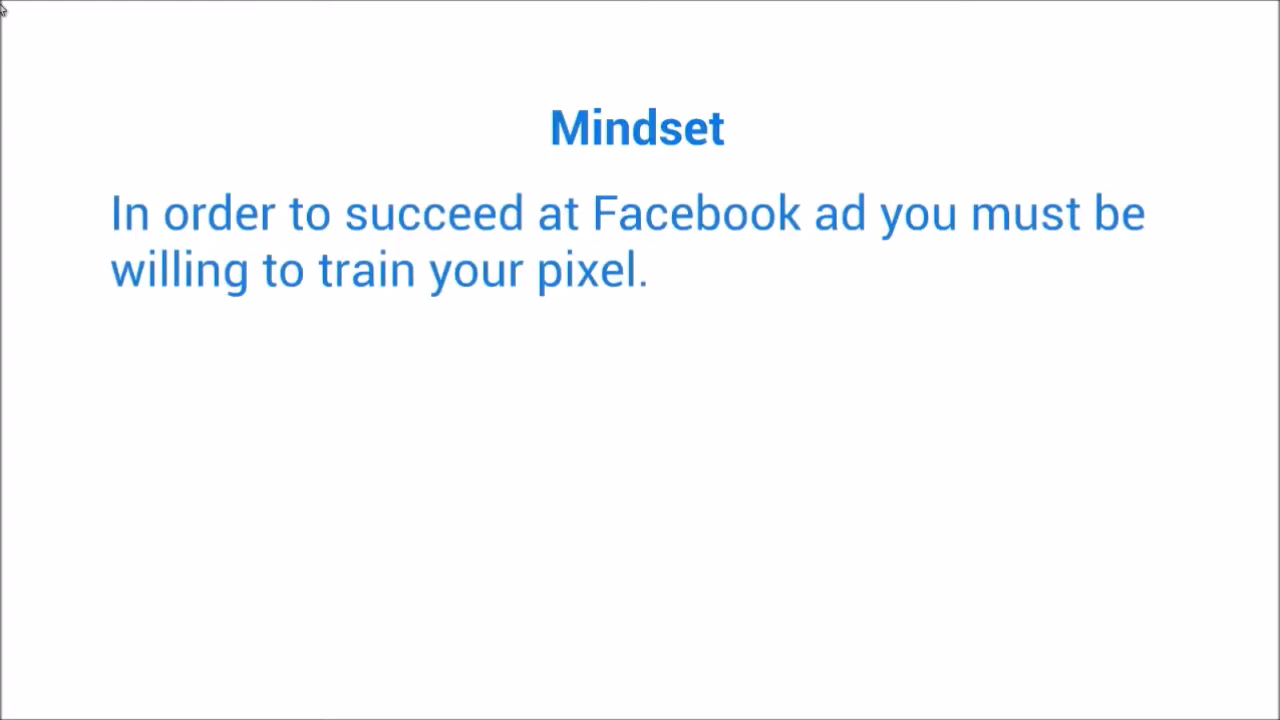 Mindset
In order to succeed at Facebook ad you must be
willing to train your pixel.